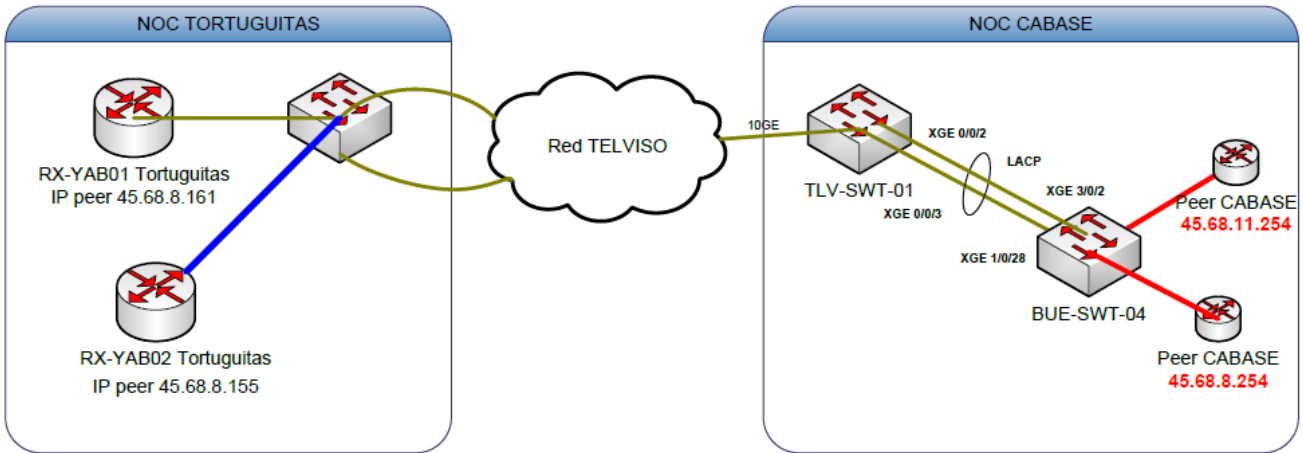 NOC TORTUGUITAS
RX-YAB01 Tortuguitas
IP peer 45.68.8.161
RX-YAB02 Tortuguitas
IP peer 45.68.8.155
Red TELVISO
NOC CABASE
10GE
TLV-SWT-01
XGE 0/0/2
LACP
XGE 0/0/3
XGE 3/0/2
XGE 1/0/28
BUE-SWT-04
Peer CABASE
45.68.11.254
Peer CABASE
45.68.8.254